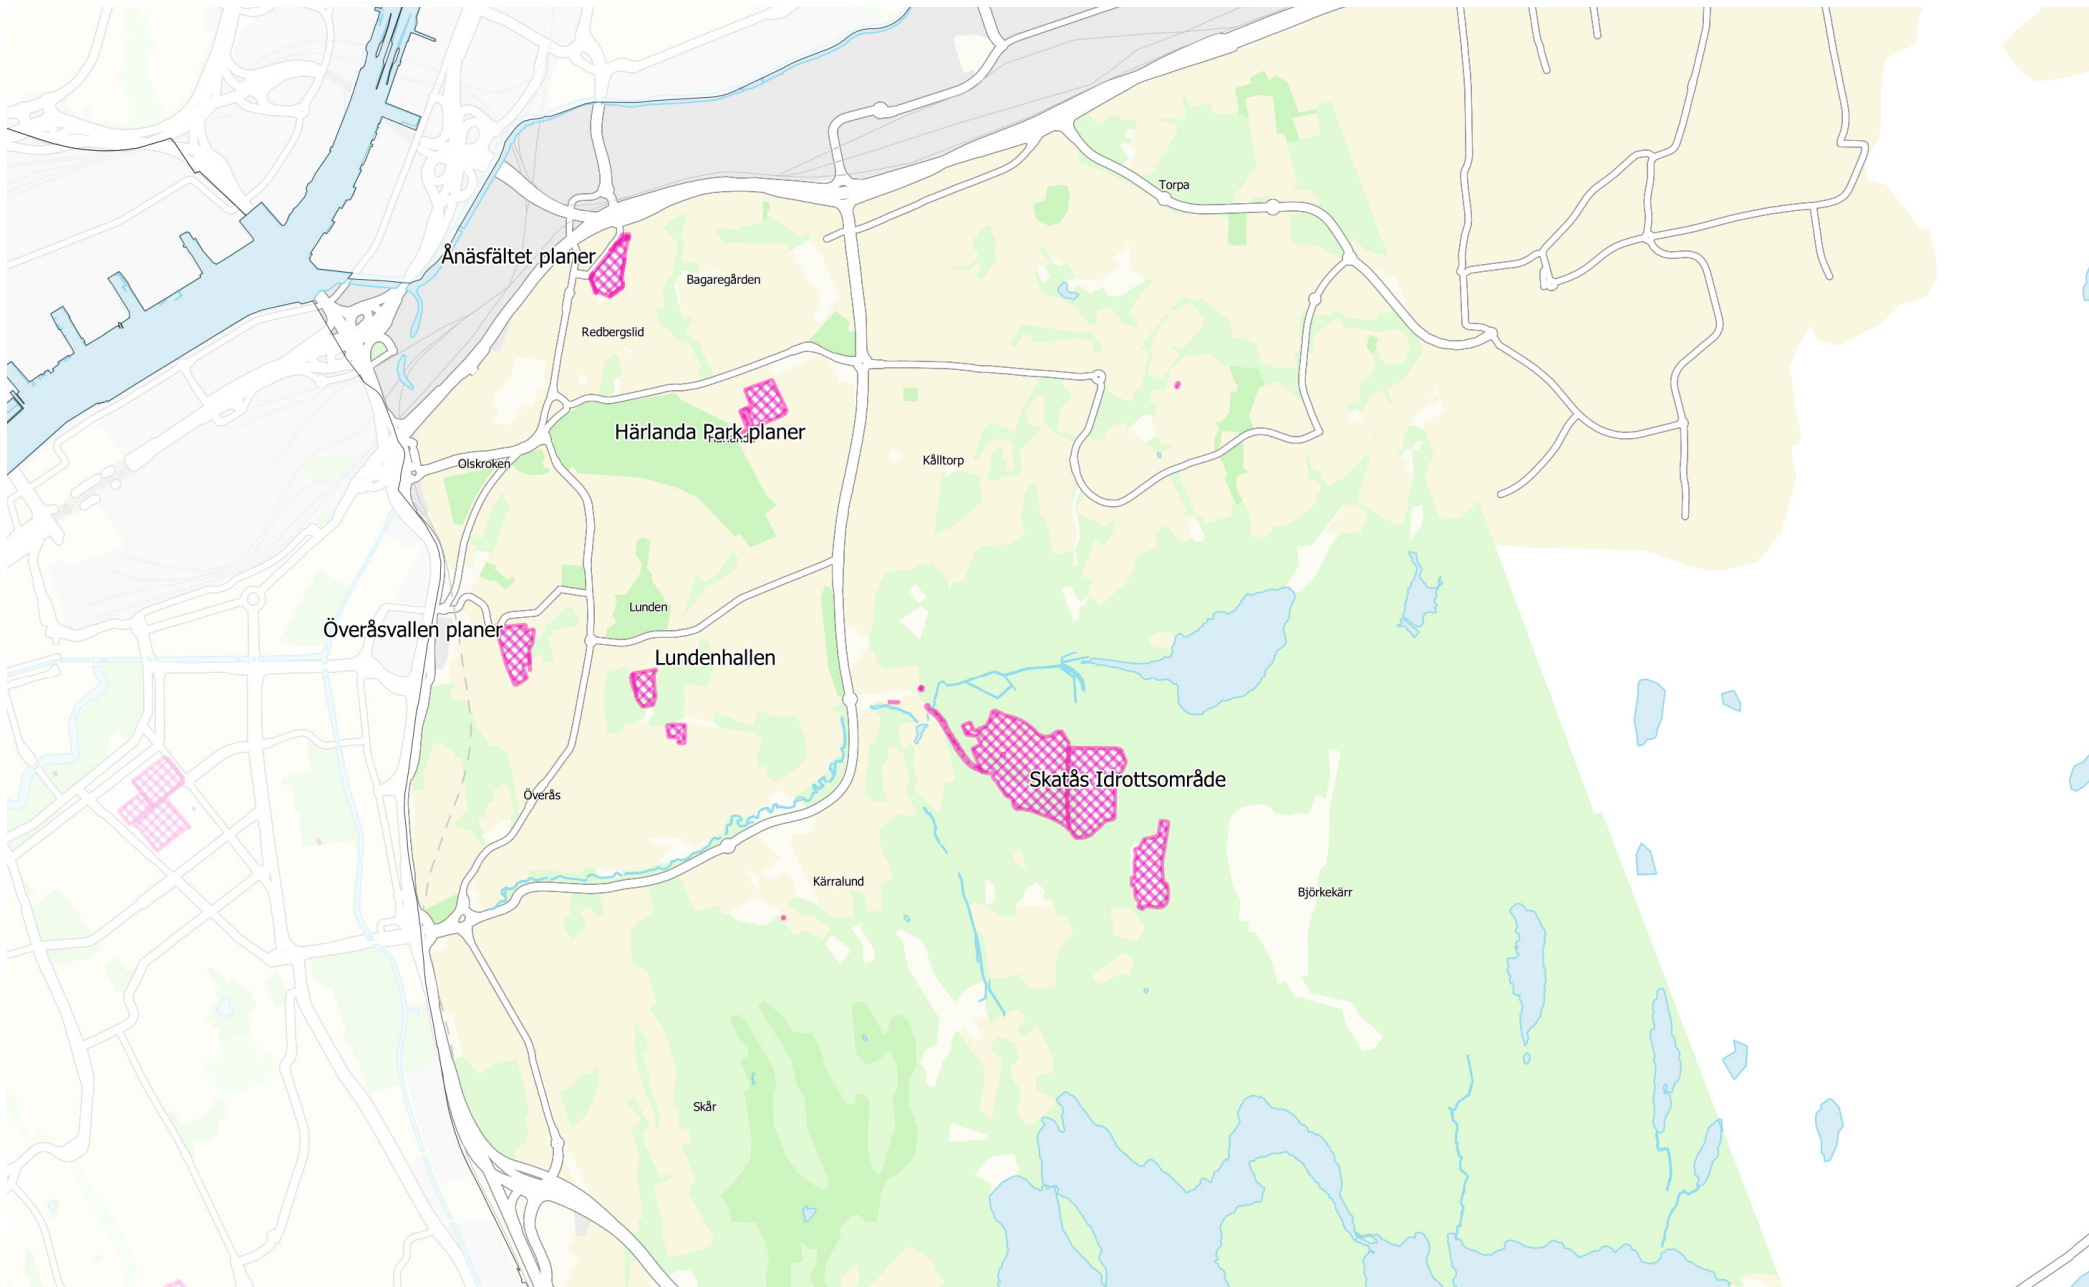 Torpa
Ånäsfältet planer
Bagaregården
Redbergslid
Härlanda Park planer
Kålltorp
Olskroken
Lunden
Överåsvallen planer
Lundenhallen
Skatås Idrottsområde
Överås
Kärralund
Björkekärr
Skår